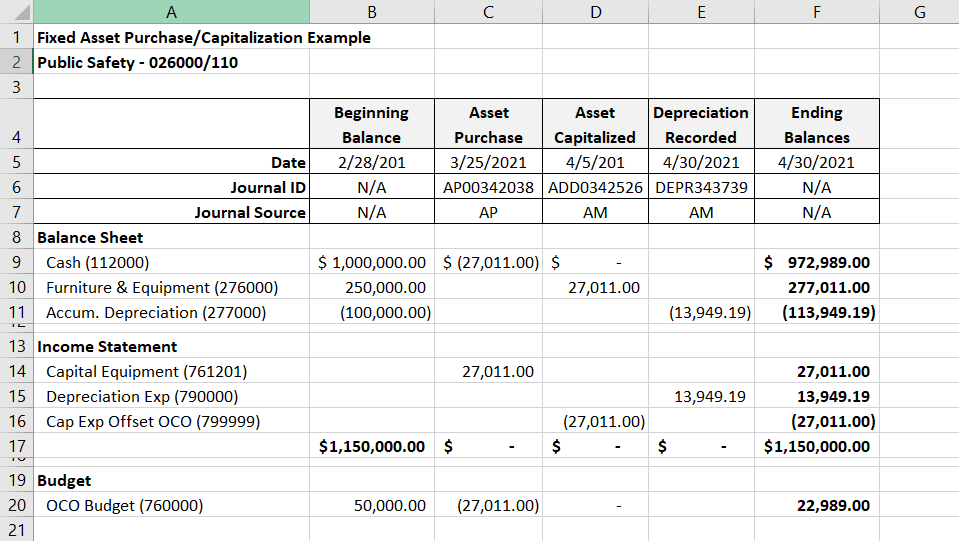 A B C D E F G
1 Fixed Asset Purchase/Capitalization Example
2 Public Safety - 026000/110
3
Beginning Asset Asset Depreciation Ending
4 Balance Purchase Capitalized Recorded Balances
5 Date 2/28/201 3/25/2021 4/5/201 4/30/2021 4/30/2021
6 Journal ID N/A AP00342038 ADD0342526 DEPR343739 N/A
7 Journal Source N/A AP AM AM N/A
8 Balance Sheet
9 Cash (112000) $ 1,000,000.00 $ (27,011.00) $ - $ 972,989.00
10 Furniture & Equipment (276000) 250,000.00 27,011.00 277,011.00
11 Accum. Depreciation (277000) (100,000.00) (13,949.19) (113,949.19)
13 Income Statement
14 Capital Equipment (761201) 27,011.00 27,011.00
15 Depreciation Exp (790000) 13,949.19 13,949.19
16 Cap Exp Offset OCO (799999) (27,011.00) (27,011.00)
17 $1,150,000.00 $ - $ - $ - $1,150,000.00
19 Budget
20 OCO Budget (760000) 50,000.00 (27,011.00) - 22,989.00
21